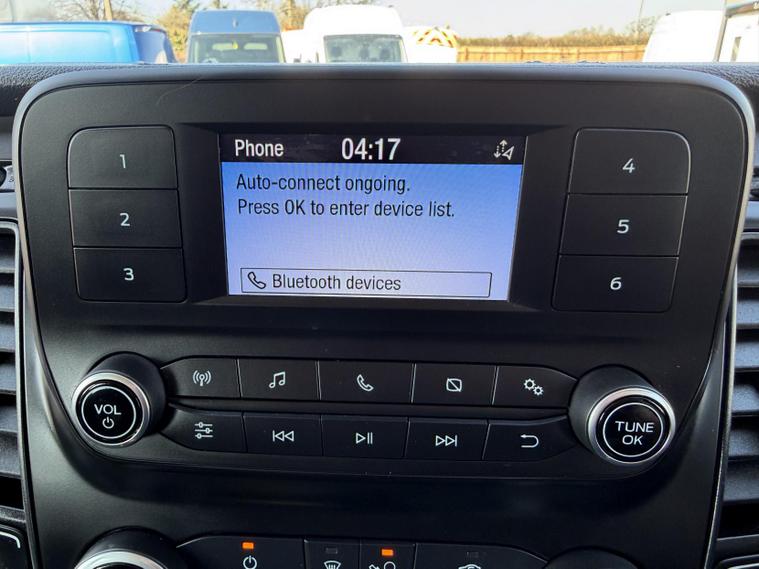 Phone 04:17
Auto-connect ongoing.
Press OK to enter device list.
Bluetooth devices
1
2
3
4
5
6
VOL
TUNE
OK